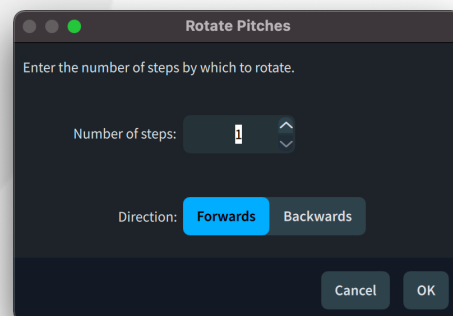 Rotate Pitches
Enter the number of steps by which to rotate.
Number of steps: 1
Direction: Forwards Backwards
Cancel OK